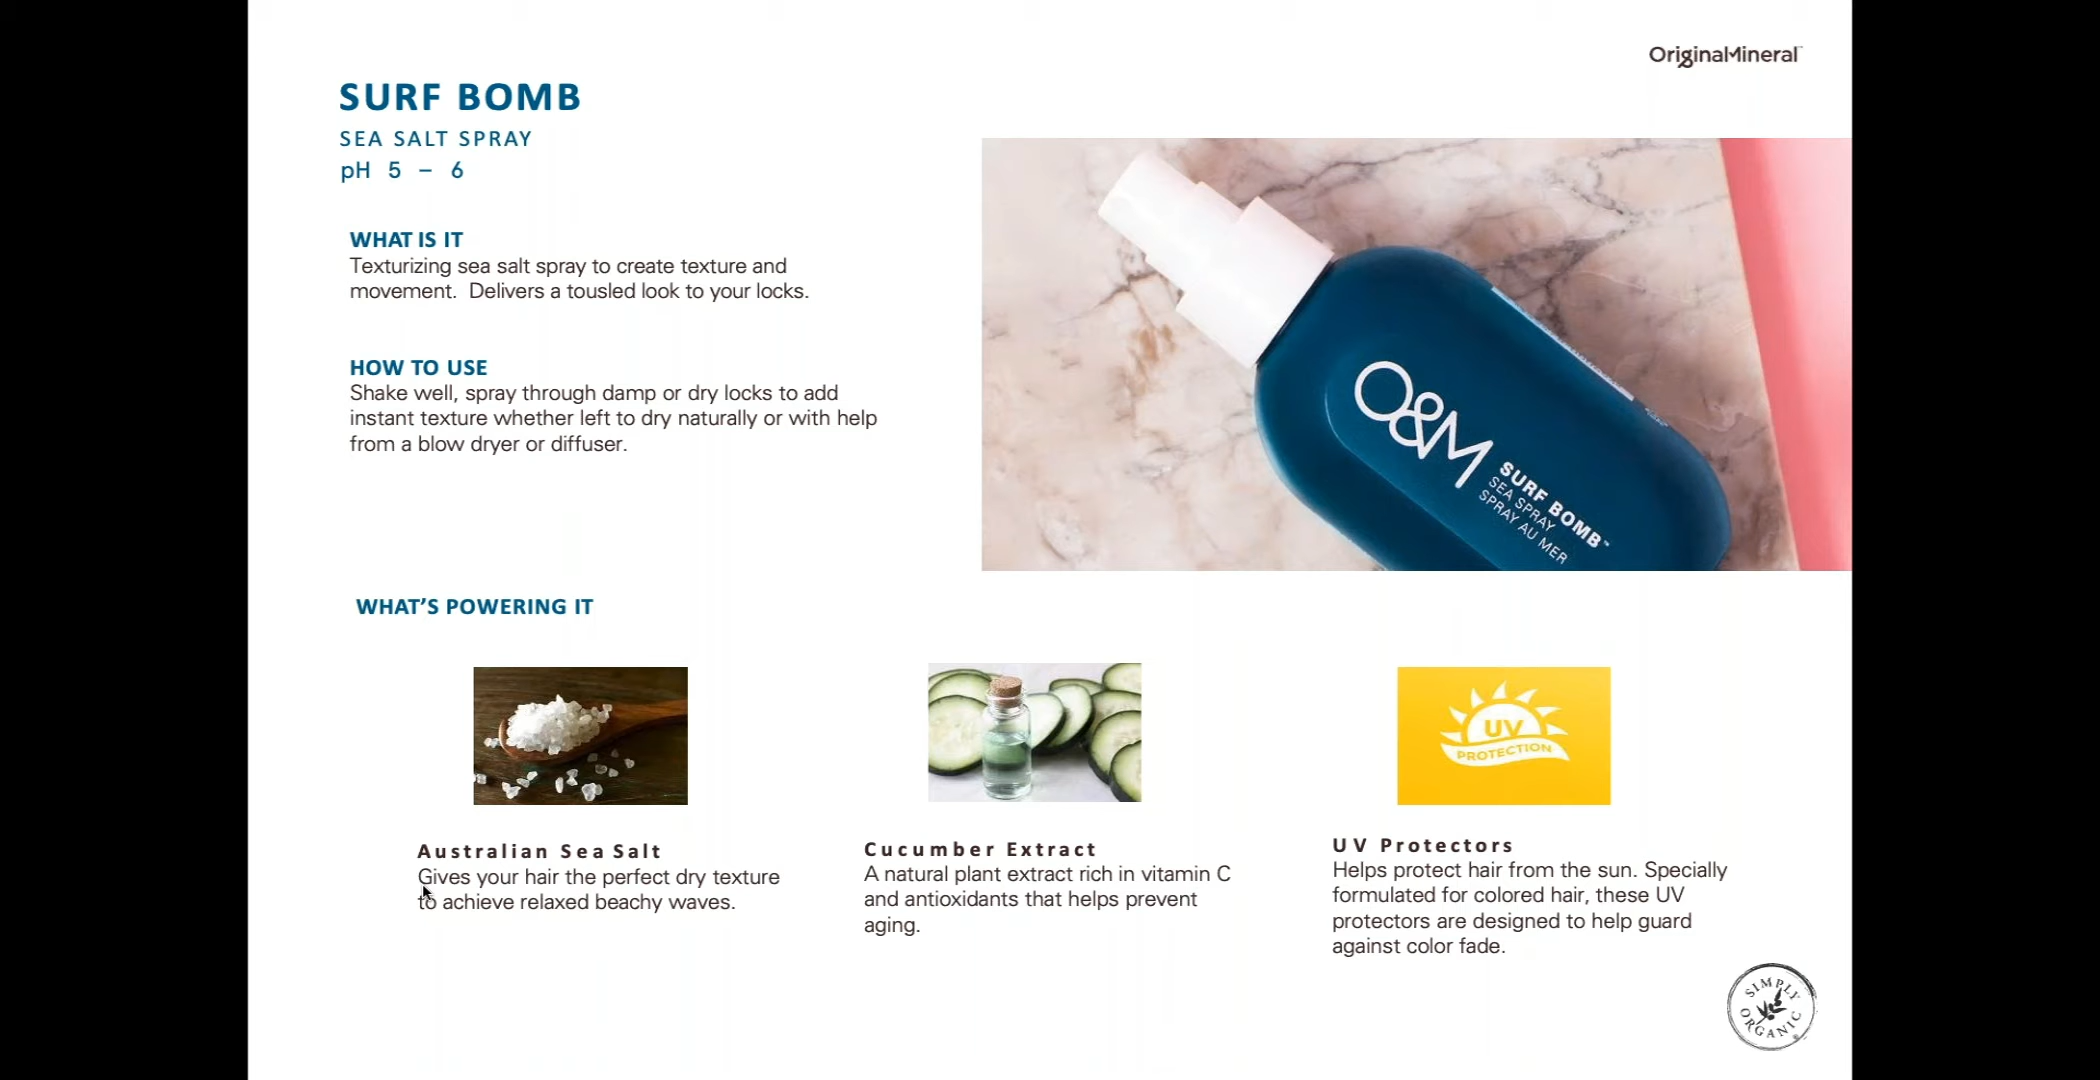 OriginalMineral
SURF BOMB
SEA SALT SPRAY
pH 5 – 6
WHAT IS IT
Texturizing sea salt spray to create texture and
movement.  Delivers a tousled look to your locks.
HOW TO USE
Shake well, spray through damp or dry locks to add
instant texture whether left to dry naturally or with help
from a blow dryer or diffuser.
O&M
SURF BOMB™
SEA SPRAY
SPRAY AU MER
WHAT'S POWERING IT
UV
PROTECTION
Australian Sea Salt
Gives your hair the perfect dry texture
to achieve relaxed beachy waves.
Cucumber Extract
A natural plant extract rich in vitamin C
and antioxidants that helps prevent
aging.
UV Protectors
Helps protect hair from the sun. Specially
formulated for colored hair, these UV
protectors are designed to help guard
against color fade.
SIMPLY
ORGANIC